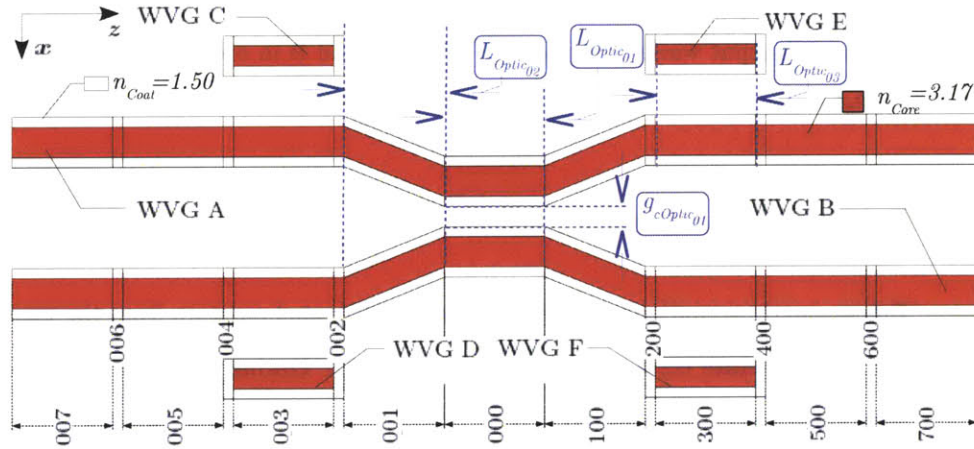 z
x
WVG C
WVG E
L_Optic02
L_Optic01
L_Optic03
n_Coat=1.50
n_Core=3.17
WVG A
g_cOptic01
WVG B
WVG D
WVG F
006
004
002
200
400
600
007
005
003
001
000
100
300
500
700